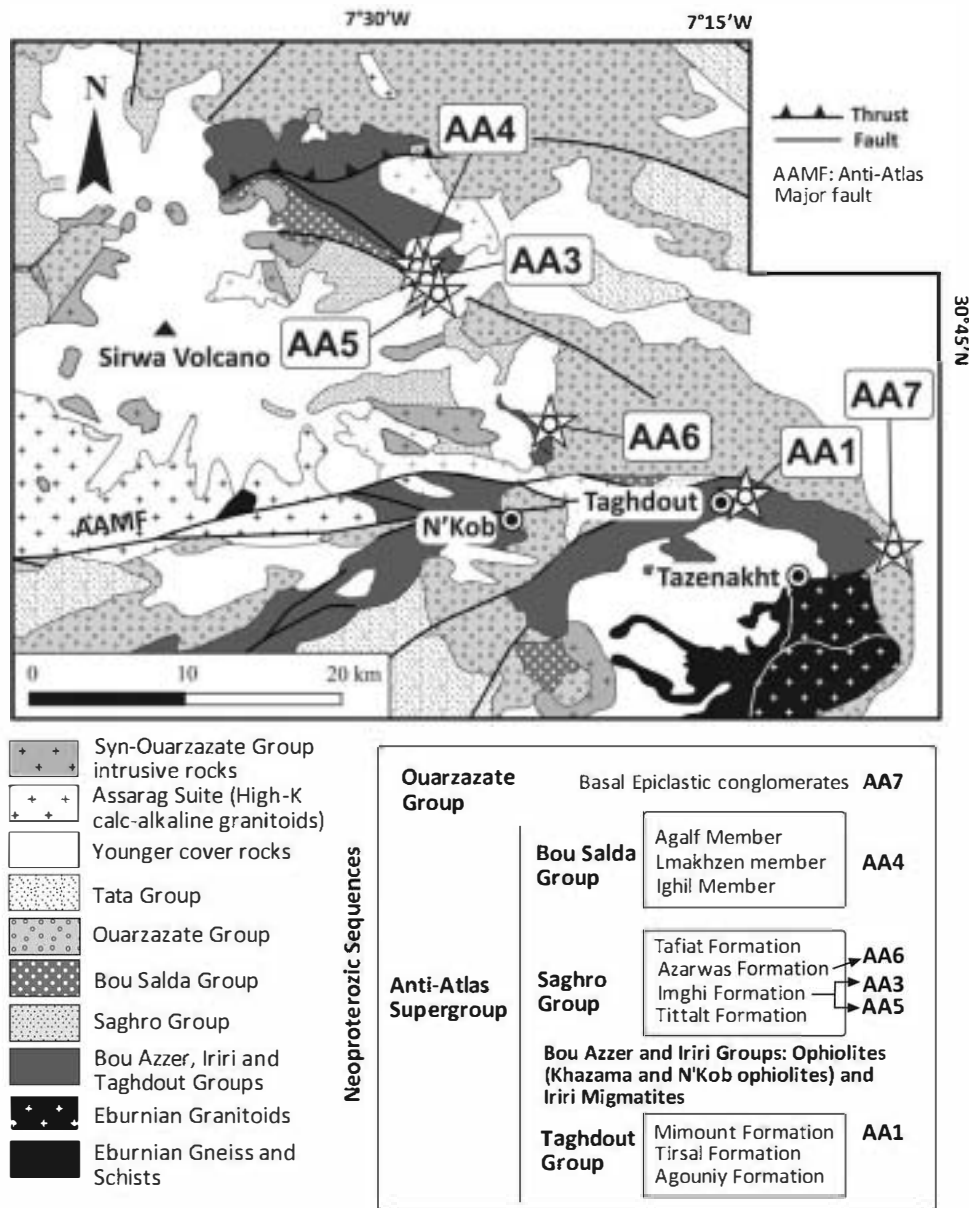 7°30'W
7°15'W
N
AA4
Thrust
Fault
AAMF: Anti-Atlas
Major fault
AA3
30°45'N
AA5
Sirwa Volcano
AA7
AA6
AA1
Taghdout
AAMF
N'Kob
Tazenakht
0
10
20 km
Syn-Ouarzazate Group
intrusive rocks
Assarag Suite (High-K
calc-alkaline granitoids)
Younger cover rocks
Tata Group
Ouarzazate Group
Bou Salda Group
Saghro Group
Bou Azzer, Iriri and
Taghdout Groups
Eburnian Granitoids
Eburnian Gneiss and
Schists
Neoproterozic Sequences
Ouarzazate
Group
Basal Epiclastic conglomerates AA7
Anti-Atlas
Supergroup
Bou Salda
Group
Agalf Member
Lmakhzen member
Ighil Member
AA4
Saghro
Group
Tafiat Formation
Azarwas Formation
Imghi Formation
Tittalt Formation
AA6
AA3
AA5
Bou Azzer and Iriri Groups: Ophiolites
(Khazama and N'Kob ophiolites) and
Iriri Migmatites
Taghdout
Group
Mimount Formation
Tirsal Formation
Agouniy Formation
AA1